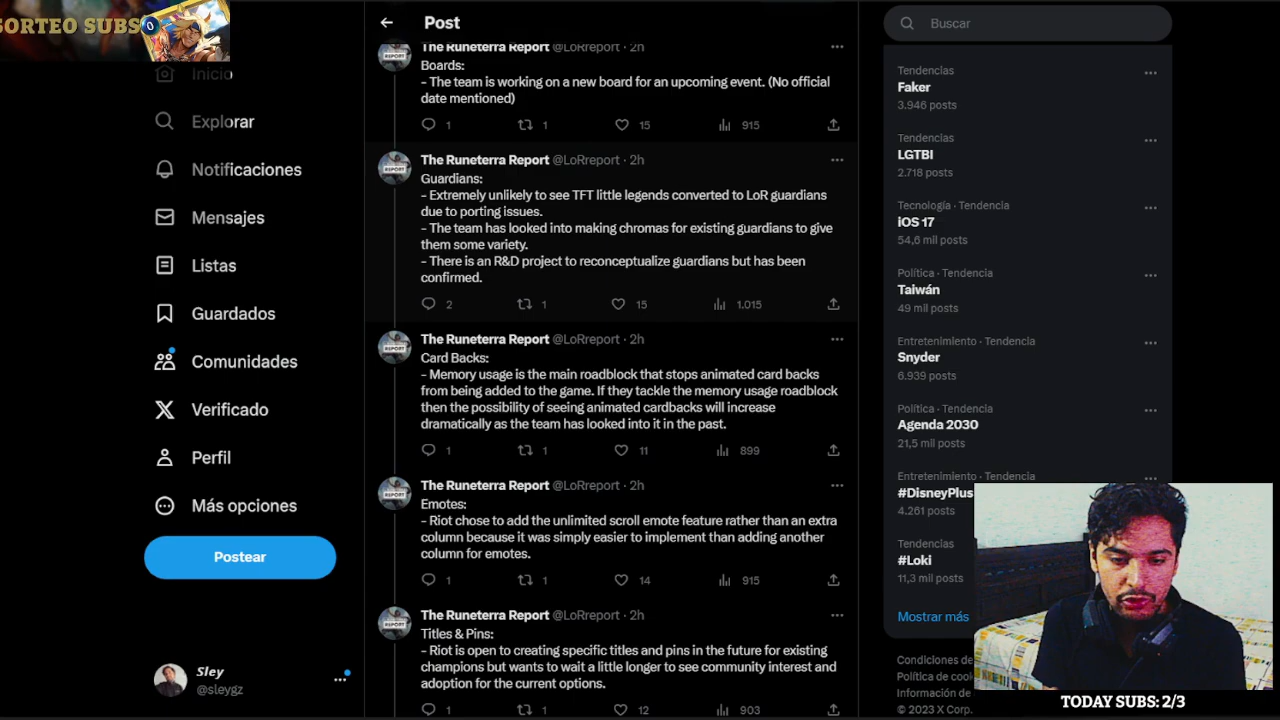 SORTEO SUBS 0
Inicio
Explorar
Notificaciones
Mensajes
Listas
Guardados
Comunidades
Verificado
Perfil
Más opciones
Postear
Sley
@sleygz
Post
The Runeterra Report @LoRreport · 2h
Boards:
- The team is working on a new board for an upcoming event. (No official
date mentioned)
1 1 15 915
The Runeterra Report @LoRreport · 2h
Guardians:
- Extremely unlikely to see TFT little legends converted to LoR guardians
due to porting issues.
- The team has looked into making chromas for existing guardians to give
them some variety.
- There is an R&D project to reconceptualize guardians but has been
confirmed.
2 1 15 1.015
The Runeterra Report @LoRreport · 2h
Card Backs:
- Memory usage is the main roadblock that stops animated card backs
from being added to the game. If they tackle the memory usage roadblock
then the possibility of seeing animated cardbacks will increase
dramatically as the team has looked into it in the past.
1 1 11 899
The Runeterra Report @LoRreport · 2h
Emotes:
- Riot chose to add the unlimited scroll emote feature rather than an extra
column because it was simply easier to implement than adding another
column for emotes.
1 1 14 915
The Runeterra Report @LoRreport · 2h
Titles & Pins:
- Riot is open to creating specific titles and pins in the future for existing
champions but wants to wait a little longer to see community interest and
adoption for the current options.
1 1 12 903
Buscar
Tendencias
Faker
3.946 posts
Tendencias
LGTBI
2.718 posts
Tecnología · Tendencia
iOS 17
54,6 mil posts
Política · Tendencia
Taiwán
49 mil posts
Entretenimiento · Tendencia
Snyder
6.939 posts
Política · Tendencia
Agenda 2030
21,5 mil posts
Entretenimiento · Tendencia
#DisneyPlus
4.261 posts
Tendencias
#Loki
11,3 mil posts
Mostrar más
Condiciones de
Política de cook
Información de
© 2023 X Corp.
TODAY SUBS: 2/3